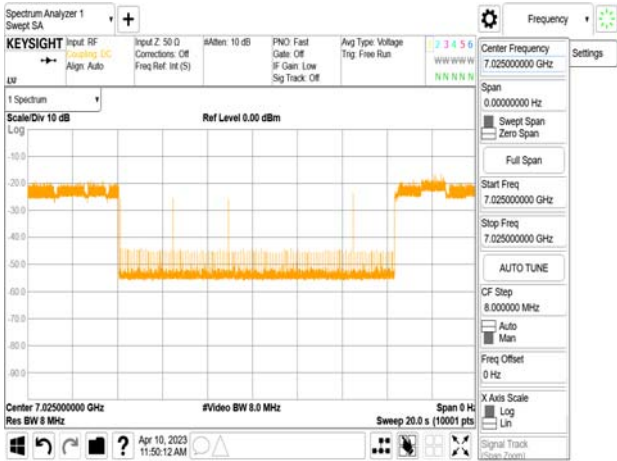 Spectrum Analyzer 1
Swept SA
+
Frequency
KEYSIGHT
Input: RF
Coupling: DC
Align: Auto
Input Z: 50 Ω
Corrections: Off
Freq Ref: Int (S)
#Atten: 10 dB
PNO: Fast
Gate: Off
IF Gain: Low
Sig Track: Off
Avg Type: Voltage
Trig: Free Run
1 2 3 4 5 6
W W W W W
N N N N N
Center Frequency
7.025000000 GHz
Settings
Span
0.00000000 Hz
Swept Span
Zero Span
Full Span
Start Freq
7.025000000 GHz
Stop Freq
7.025000000 GHz
AUTO TUNE
CF Step
8.000000 MHz
Auto
Man
Freq Offset
0 Hz
X Axis Scale
Log
Lin
Signal Track
(Span Zoom)
1 Spectrum
Scale/Div 10 dB
Ref Level 0.00 dBm
Log
-10.0
-20.0
-30.0
-40.0
-50.0
-60.0
-70.0
-80.0
-90.0
Center 7.025000000 GHz
#Video BW 8.0 MHz
Span 0 Hz
Res BW 8 MHz
Sweep 20.0 s (10001 pts
?
Apr 10, 2023
11:50:12 AM